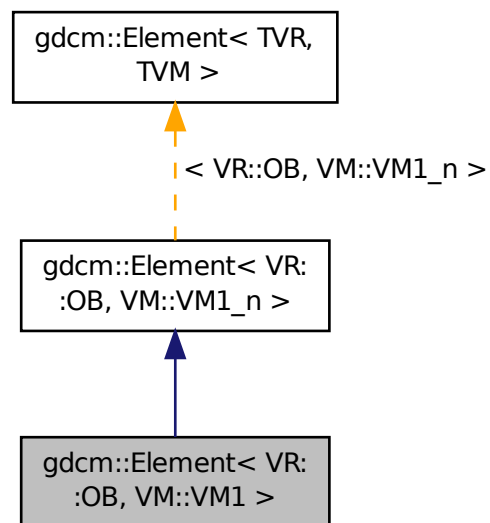 gdcm::Element< TVR,
TVM >
< VR::OB, VM::VM1_n >
gdcm::Element< VR:
:OB, VM::VM1_n >
gdcm::Element< VR:
:OB, VM::VM1 >